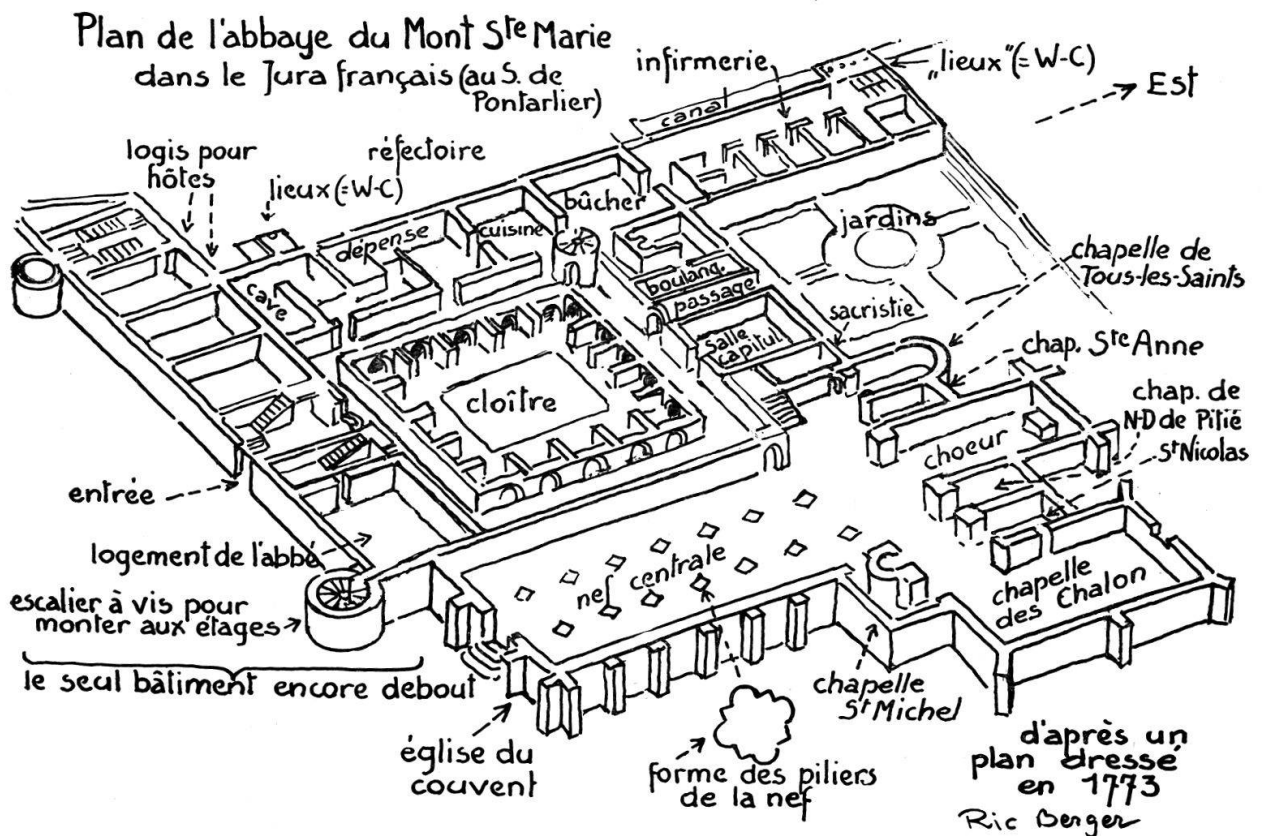 Plan de l'abbaye du Mont Ste Marie
dans le Jura français (au S. de
Pontarlier)
infirmerie
"lieux" (= W-C)
Est
canal
logis pour
hôtes
réfectoire
lieux (= W-C)
bûcher
cuisine
dépense
cave
jardins
boulang.
passage
Salle
capitul
sacristie
chapelle de
Tous-les-Saints
chap. Ste Anne
chap. de
N-D de Pitié
St Nicolas
cloître
choeur
entrée
logement de l'abbé
nef centrale
chapelle
des Chalon
escalier à vis pour
monter aux étages
le seul bâtiment encore debout
chapelle
St Michel
église du
couvent
forme des piliers
de la nef
d'après un
plan dressé
en 1773
Ric Berger